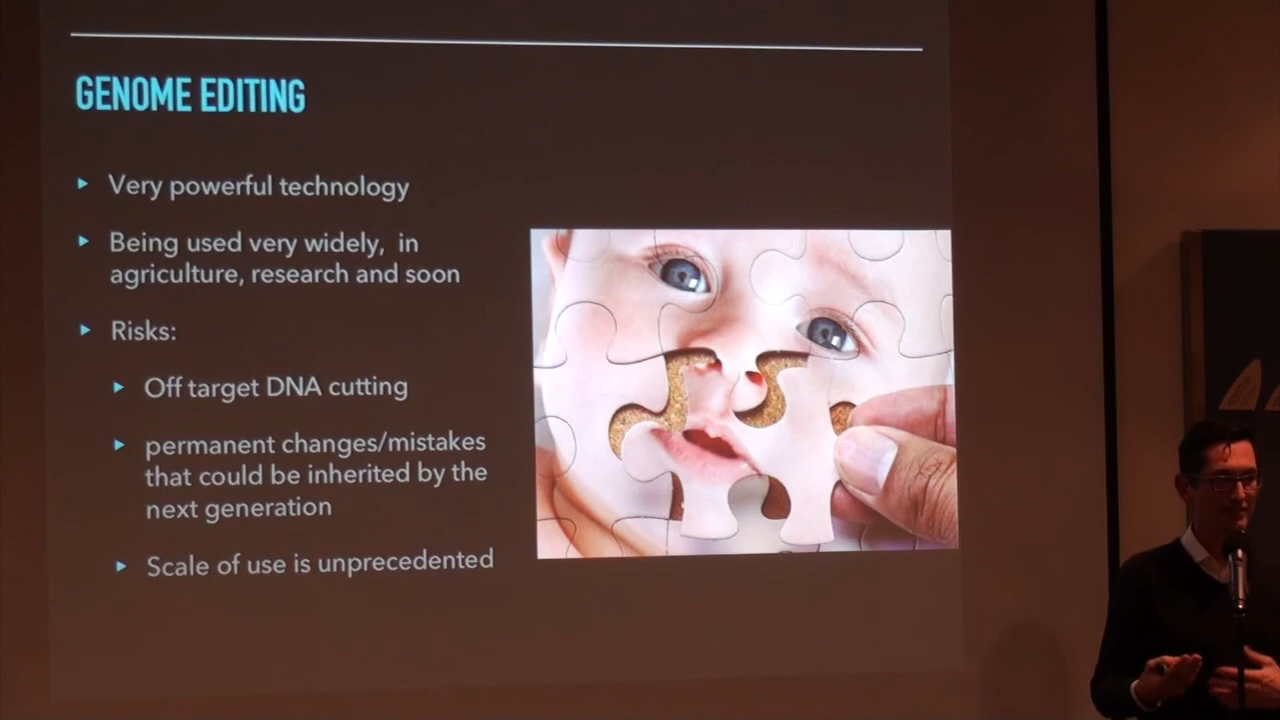 GENOME EDITING
Very powerful technology
Being used very widely, in
agriculture, research and soon
Risks:
Off target DNA cutting
permanent changes/mistakes
that could be inherited by the
next generation
Scale of use is unprecedented